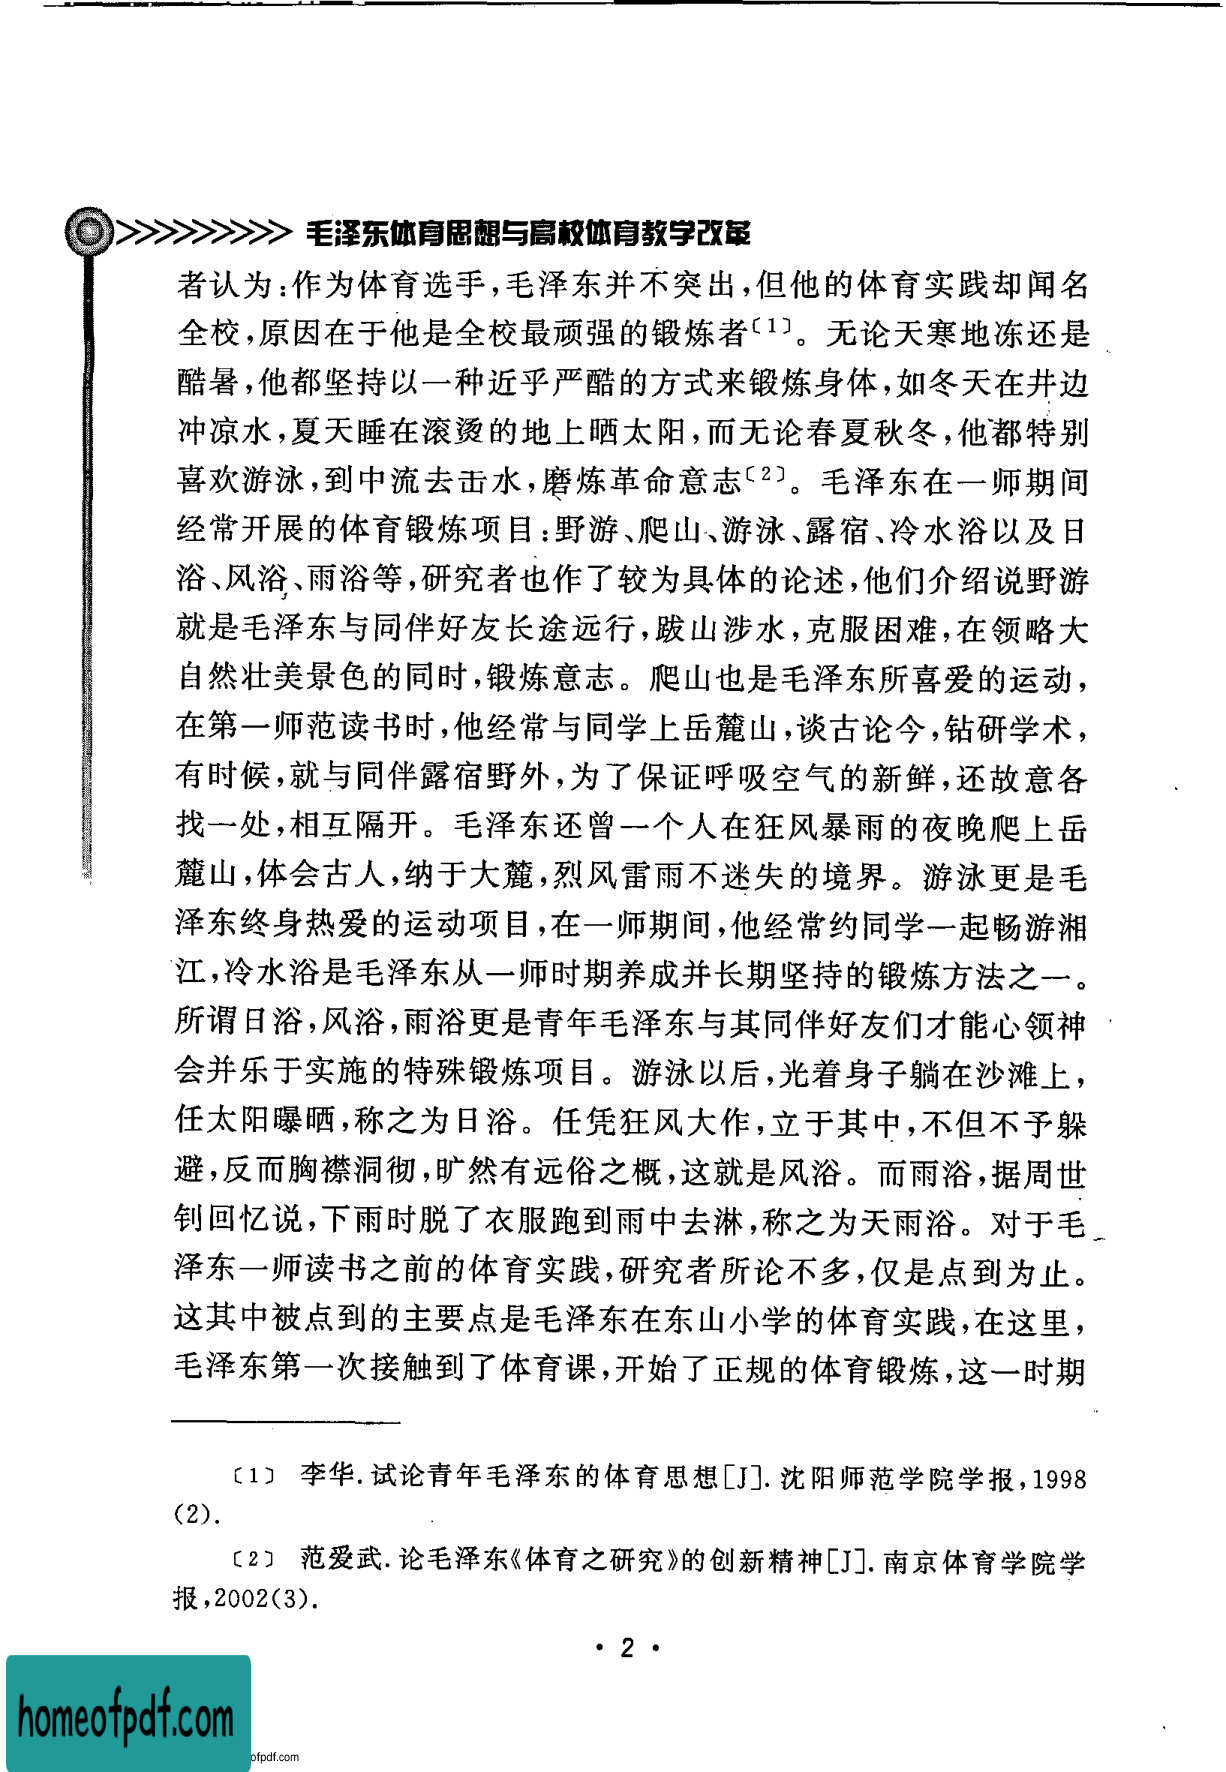 >>>>>>>>> 毛泽东体育思想与高校体育教学改革
者认为:作为体育选手,毛泽东并不突出,但他的体育实践却闻名
全校,原因在于他是全校最顽强的锻炼者〔1〕。无论天寒地冻还是
酷暑,他都坚持以一种近乎严酷的方式来锻炼身体,如冬天在井边
冲凉水,夏天睡在滚烫的地上晒太阳,而无论春夏秋冬,他都特别
喜欢游泳,到中流去击水,磨炼革命意志〔2〕。毛泽东在一师期间
经常开展的体育锻炼项目:野游、爬山、游泳、露宿、冷水浴以及日
浴、风浴、雨浴等,研究者也作了较为具体的论述,他们介绍说野游
就是毛泽东与同伴好友长途远行,跋山涉水,克服困难,在领略大
自然壮美景色的同时,锻炼意志。爬山也是毛泽东所喜爱的运动,
在第一师范读书时,他经常与同学上岳麓山,谈古论今,钻研学术,
有时候,就与同伴露宿野外,为了保证呼吸空气的新鲜,还故意各
找一处,相互隔开。毛泽东还曾一个人在狂风暴雨的夜晚爬上岳
麓山,体会古人,纳于大麓,烈风雷雨不迷失的境界。游泳更是毛
泽东终身热爱的运动项目,在一师期间,他经常约同学一起畅游湘
江,冷水浴是毛泽东从一师时期养成并长期坚持的锻炼方法之一。
所谓日浴,风浴,雨浴更是青年毛泽东与其同伴好友们才能心领神
会并乐于实施的特殊锻炼项目。游泳以后,光着身子躺在沙滩上,
任太阳曝晒,称之为日浴。任凭狂风大作,立于其中,不但不予躲
避,反而胸襟洞彻,旷然有远俗之概,这就是风浴。而雨浴,据周世
钊回忆说,下雨时脱了衣服跑到雨中去淋,称之为天雨浴。对于毛
泽东一师读书之前的体育实践,研究者所论不多,仅是点到为止。
这其中被点到的主要点是毛泽东在东山小学的体育实践,在这里,
毛泽东第一次接触到了体育课,开始了正规的体育锻炼,这一时期
〔1〕 李华.试论青年毛泽东的体育思想[J].沈阳师范学院学报,1998
(2).
〔2〕 范爱武.论毛泽东《体育之研究》的创新精神[J].南京体育学院学
报,2002(3).
• 2 •
homeofpdf.com
ofpdf.com